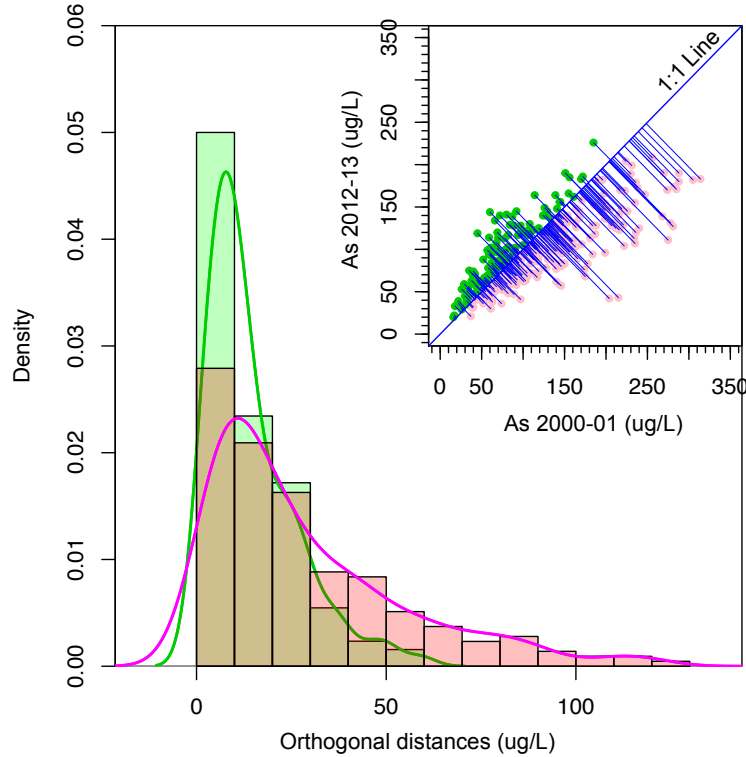 0.06
0.05
0.04
0.03
0.02
0.01
0.00
Density
0
50
100
Orthogonal distances (ug/L)
350
250
150
50
0
As 2012-13 (ug/L)
1:1 Line
0 50 150 250 350
As 2000-01 (ug/L)